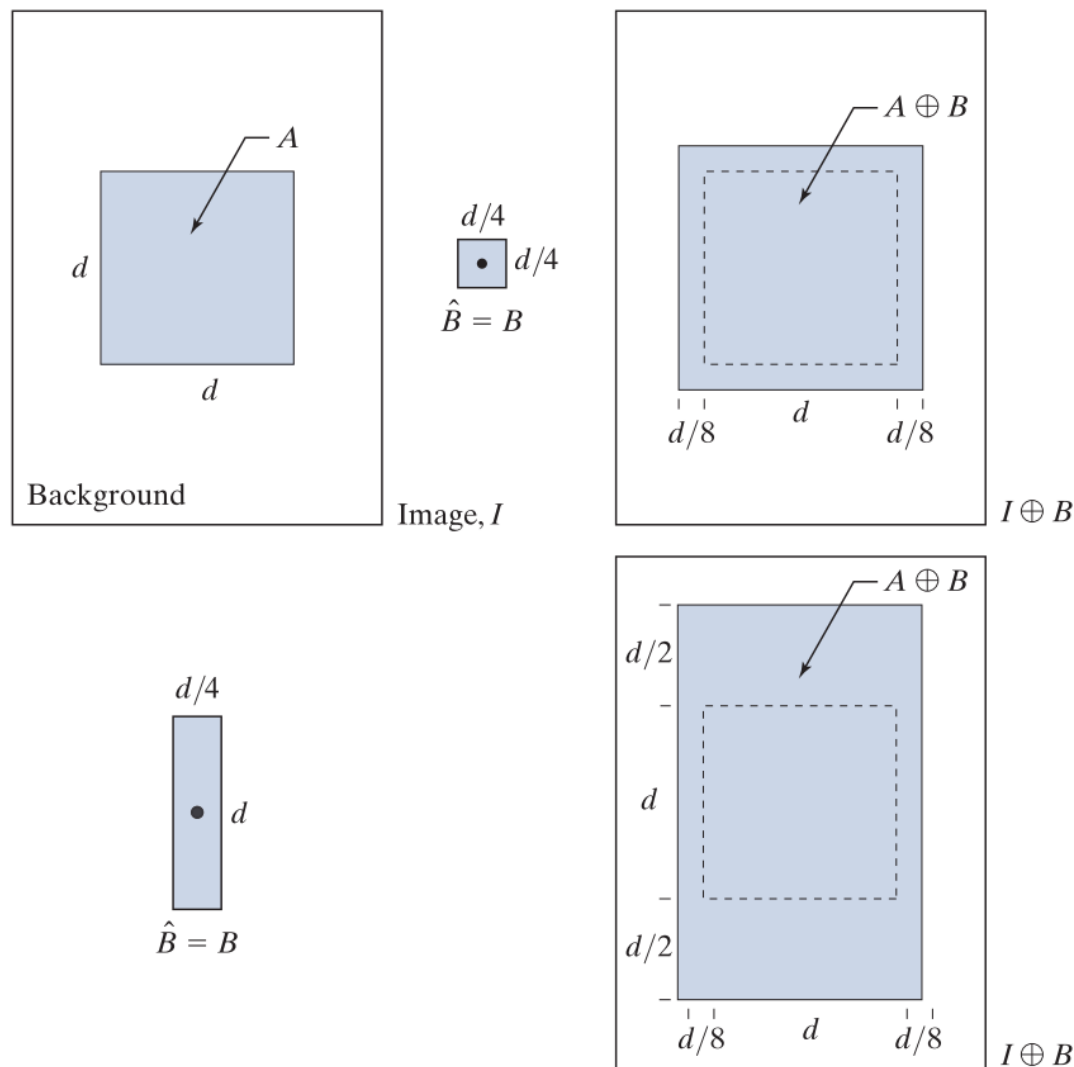 A
d
d
Background
Image, I
d/4
d/4
B̂ = B
A ⊕ B
d
d/8
d/8
I ⊕ B
d/4
d
B̂ = B
A ⊕ B
d/2
d
d/2
d/8
d
d/8
I ⊕ B